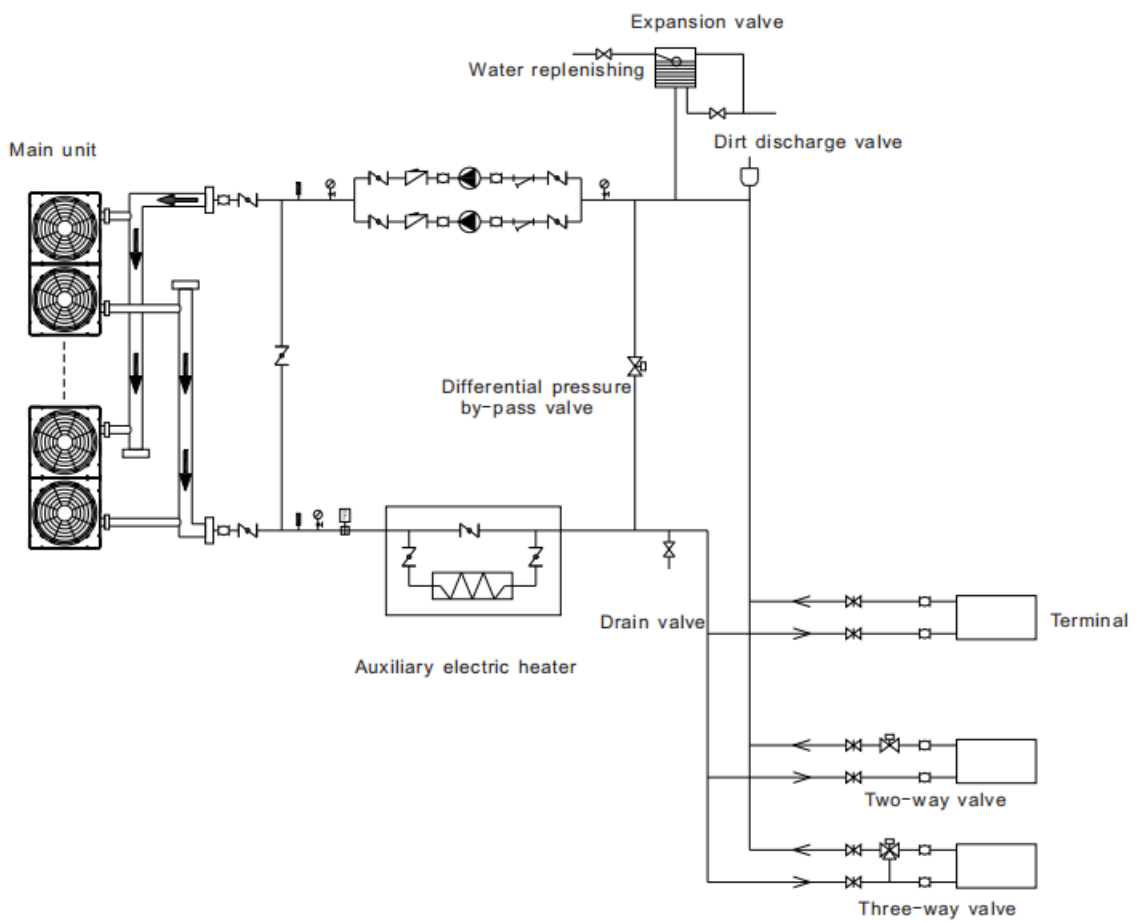 Expansion valve
Water replenishing
Dirt discharge valve
Main unit
Differential pressure
by-pass valve
Drain valve
Terminal
Auxiliary electric heater
Two-way valve
Three-way valve